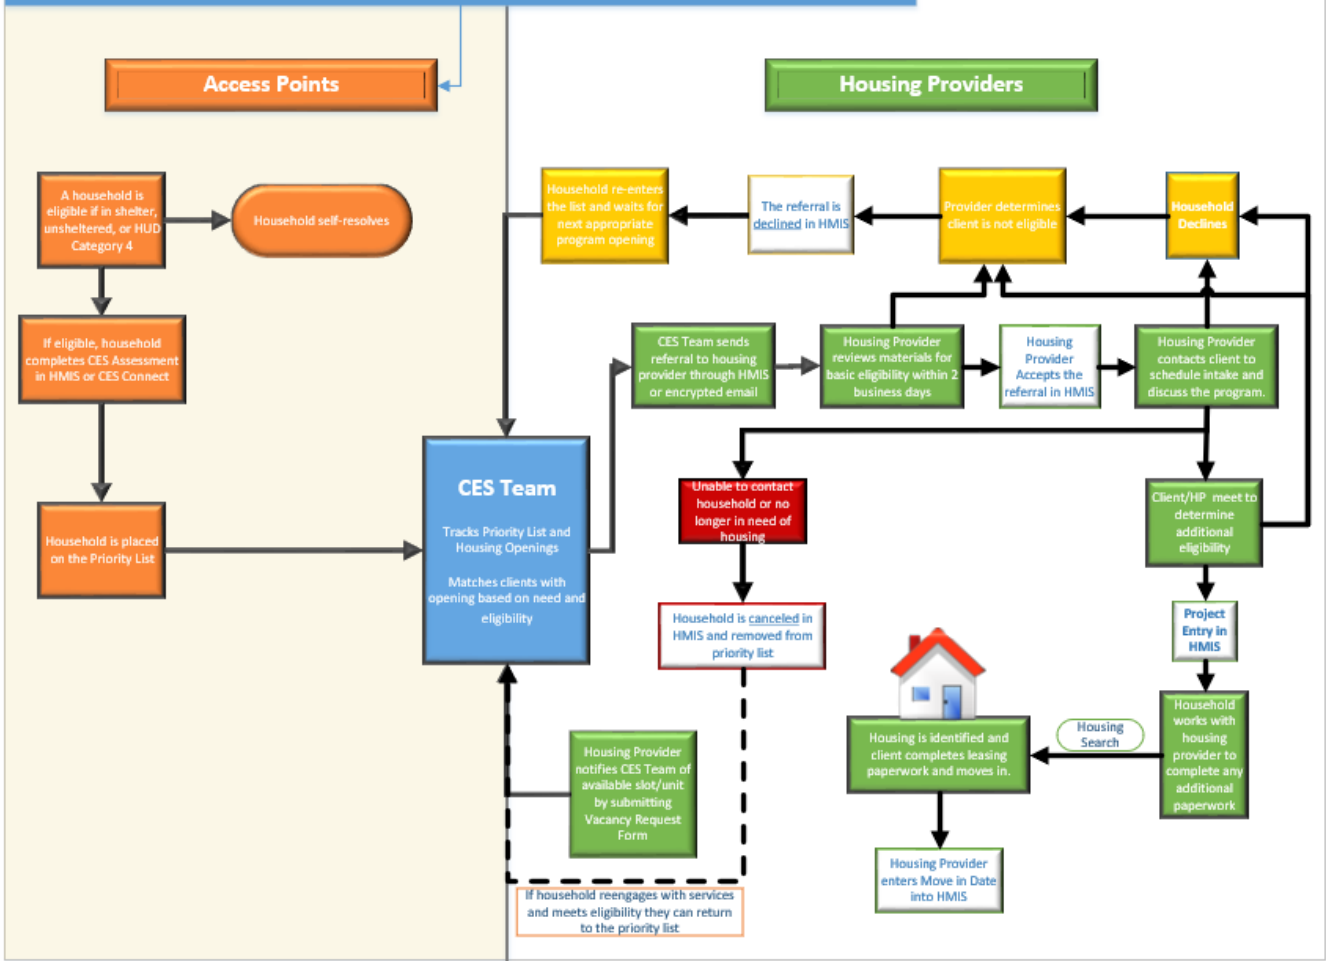 Access Points
Housing Providers
A household is
eligible if in shelter,
unsheltered, or HUD
Category 4
Household self-resolves
If eligible, household
completes CES Assessment
in HMIS or CES Connect
Household is placed
on the Priority List
CES Team
Tracks Priority List and
Housing Openings
Matches clients with
opening based on need and
eligibility
Household re-enters
the list and waits for
next appropriate
program opening
The referral is
declined in HMIS
Provider determines
client is not eligible
Household
Declines
CES Team sends
referral to housing
provider through HMIS
or encrypted email
Housing Provider
reviews materials for
basic eligibility within 2
business days
Housing
Provider
Accepts the
referral in HMIS
Housing Provider
contacts client to
schedule intake and
discuss the program.
Unable to contact
household or no
longer in need of
housing
Client/HP meet to
determine
additional
eligibility
Household is canceled in
HMIS and removed from
priority list
Project
Entry in
HMIS
Household
works with
housing
provider to
complete any
additional
paperwork
Housing
Search
Housing is identified and
client completes leasing
paperwork and moves in.
Housing Provider
enters Move in Date
into HMIS
Housing Provider
notifies CES Team of
available slot/unit
by submitting
Vacancy Request
Form
If household reengages with services
and meets eligibility they can return
to the priority list